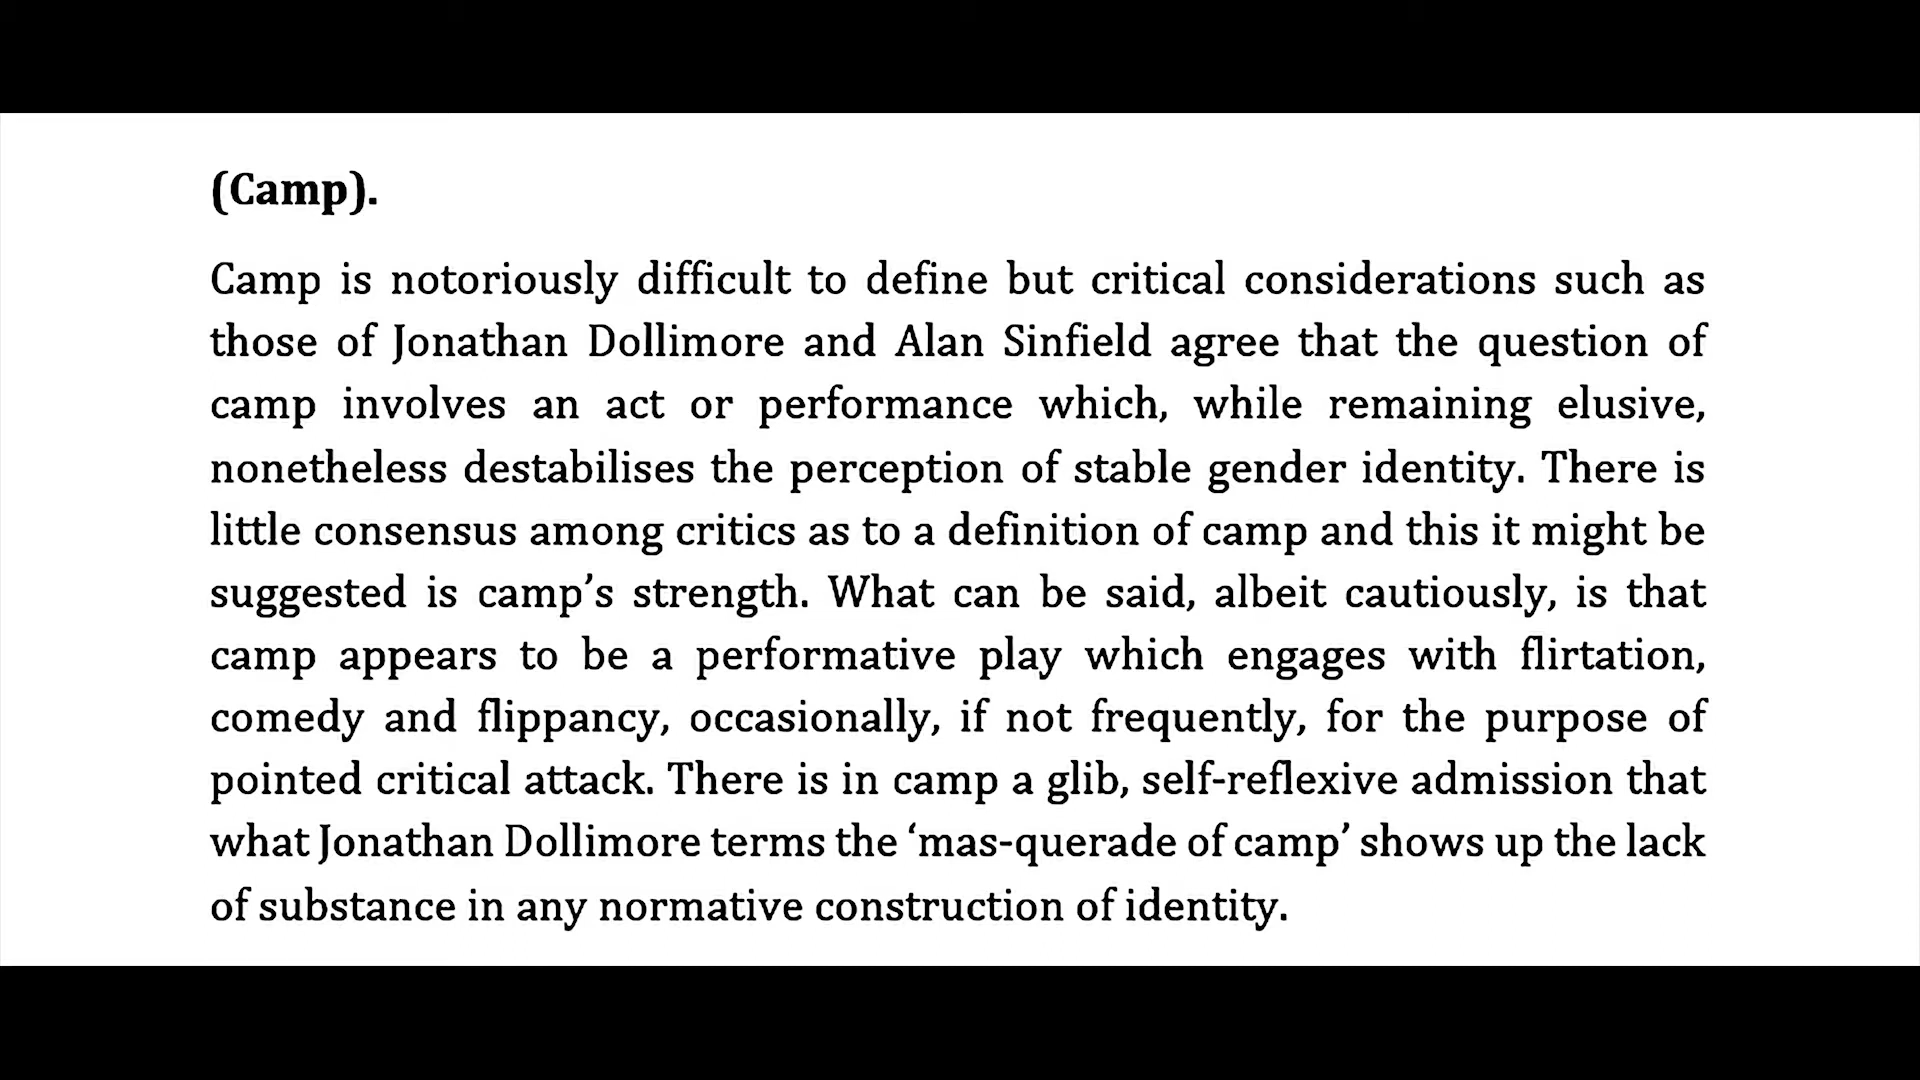 (Camp).
Camp is notoriously difficult to define but critical considerations such as
those of Jonathan Dollimore and Alan Sinfield agree that the question of
camp involves an act or performance which, while remaining elusive,
nonetheless destabilises the perception of stable gender identity. There is
little consensus among critics as to a definition of camp and this it might be
suggested is camp’s strength. What can be said, albeit cautiously, is that
camp appears to be a performative play which engages with flirtation,
comedy and flippancy, occasionally, if not frequently, for the purpose of
pointed critical attack. There is in camp a glib, self-reflexive admission that
what Jonathan Dollimore terms the ‘mas-querade of camp’ shows up the lack
of substance in any normative construction of identity.